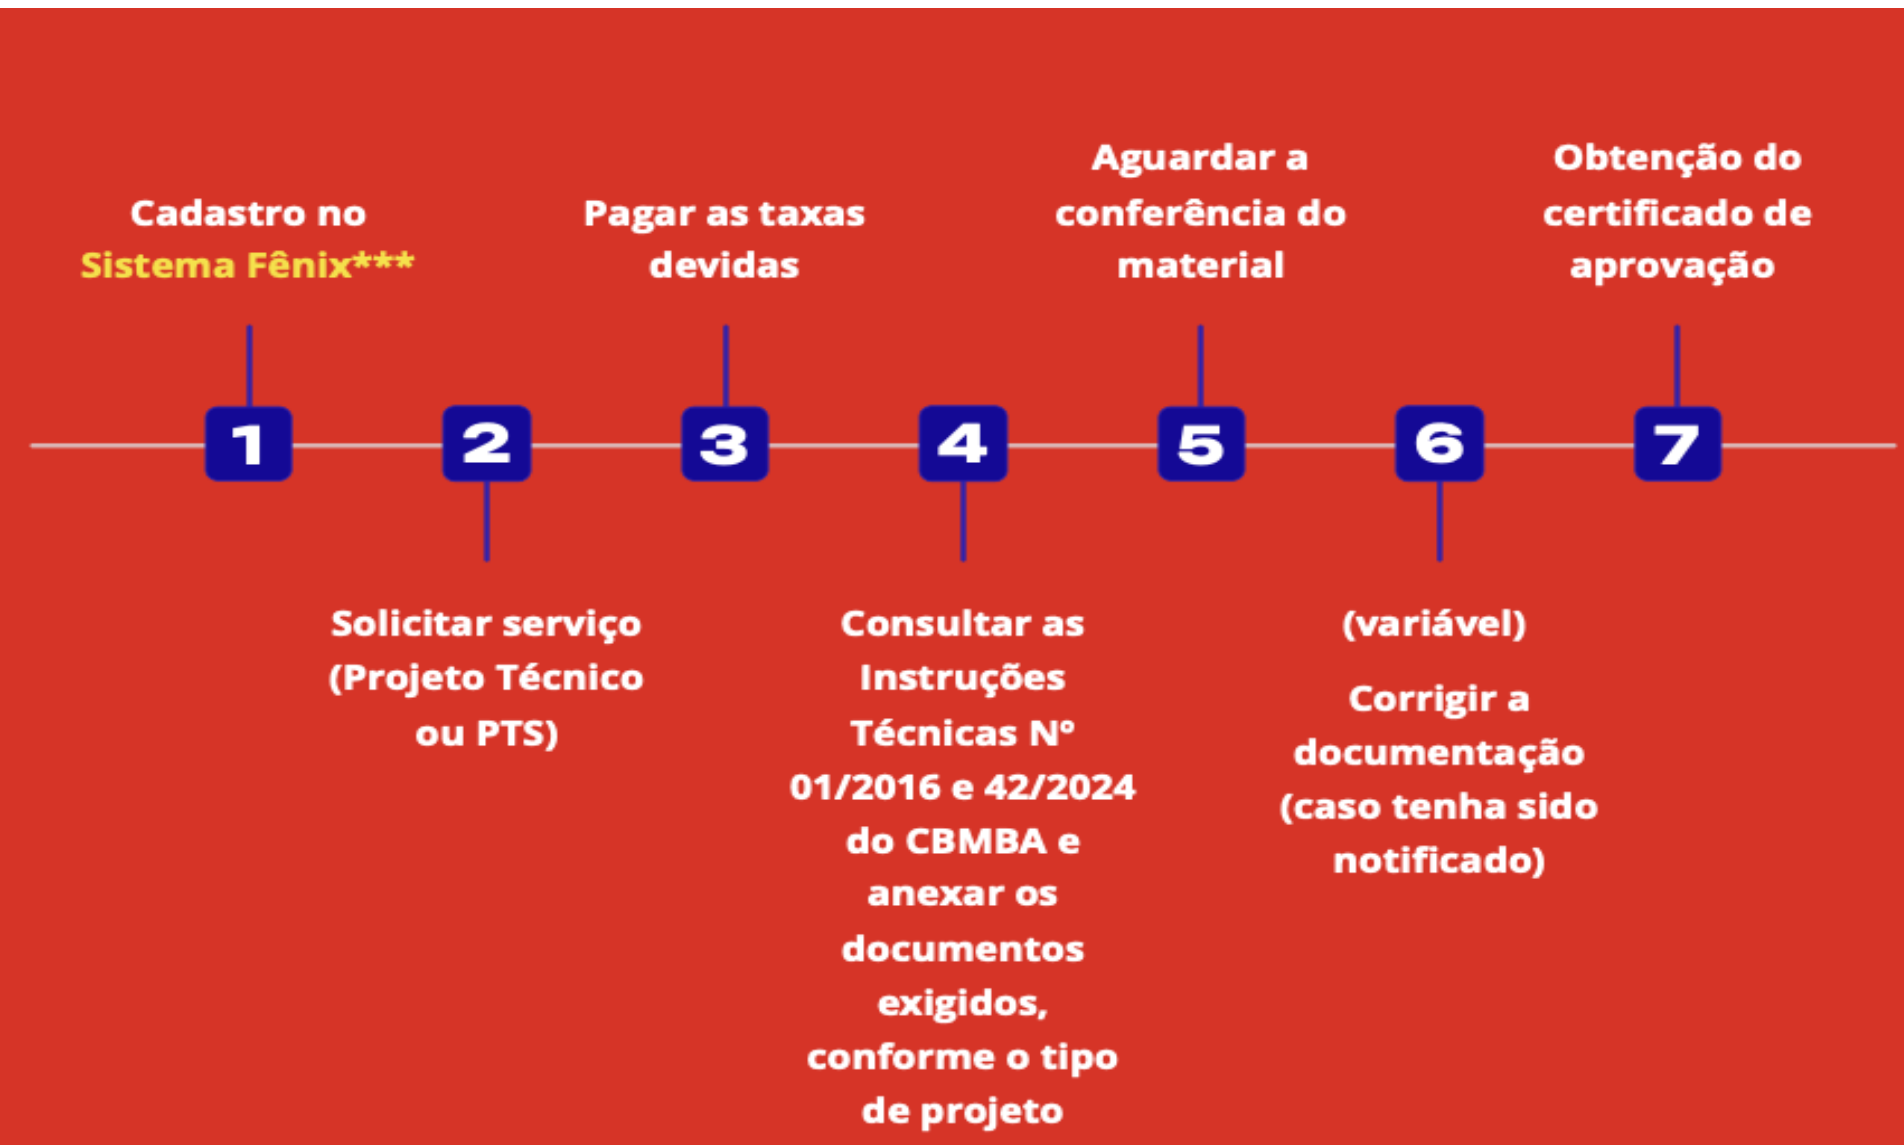 Cadastro no
Sistema Fênix***
1
Solicitar serviço
(Projeto Técnico
ou PTS)
2
Pagar as taxas
devidas
3
Consultar as
Instruções
Técnicas Nº
01/2016 e 42/2024
do CBMBA e
anexar os
documentos
exigidos,
conforme o tipo
de projeto
4
Aguardar a
conferência do
material
5
(variável)
Corrigir a
documentação
(caso tenha sido
notificado)
6
Obtenção do
certificado de
aprovação
7